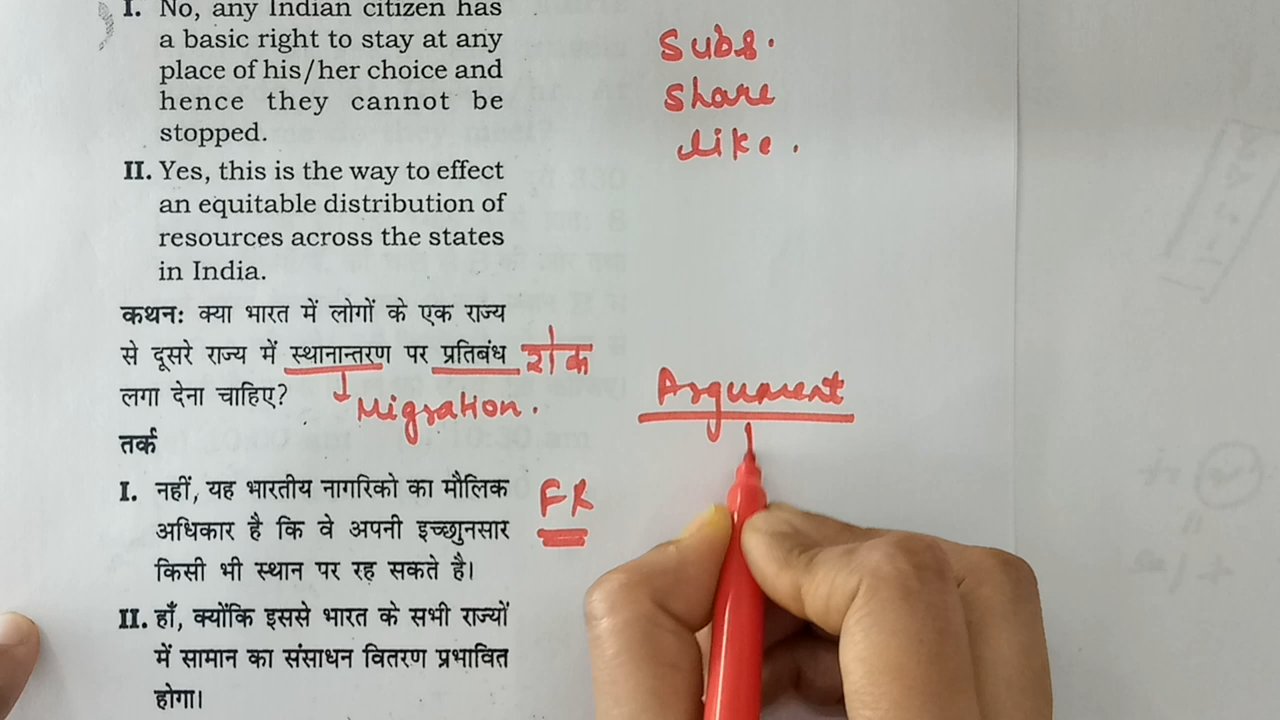 I. No, any Indian citizen has
a basic right to stay at any
place of his/her choice and
hence they cannot be
stopped.
II. Yes, this is the way to effect
an equitable distribution of
resources across the states
in India.
कथन: क्या भारत में लोगों के एक राज्य
से दूसरे राज्य में स्थानान्तरण पर प्रतिबंध रोक
लगा देना चाहिए?
Migration.
तर्क
I. नहीं, यह भारतीय नागरिको का मौलिक
अधिकार है कि वे अपनी इच्छाुनसार
किसी भी स्थान पर रह सकते है।
FR
II. हाँ, क्योंकि इससे भारत के सभी राज्यों
में सामान का संसाधन वितरण प्रभावित
होगा।
Subs.
Share
like.
Argument